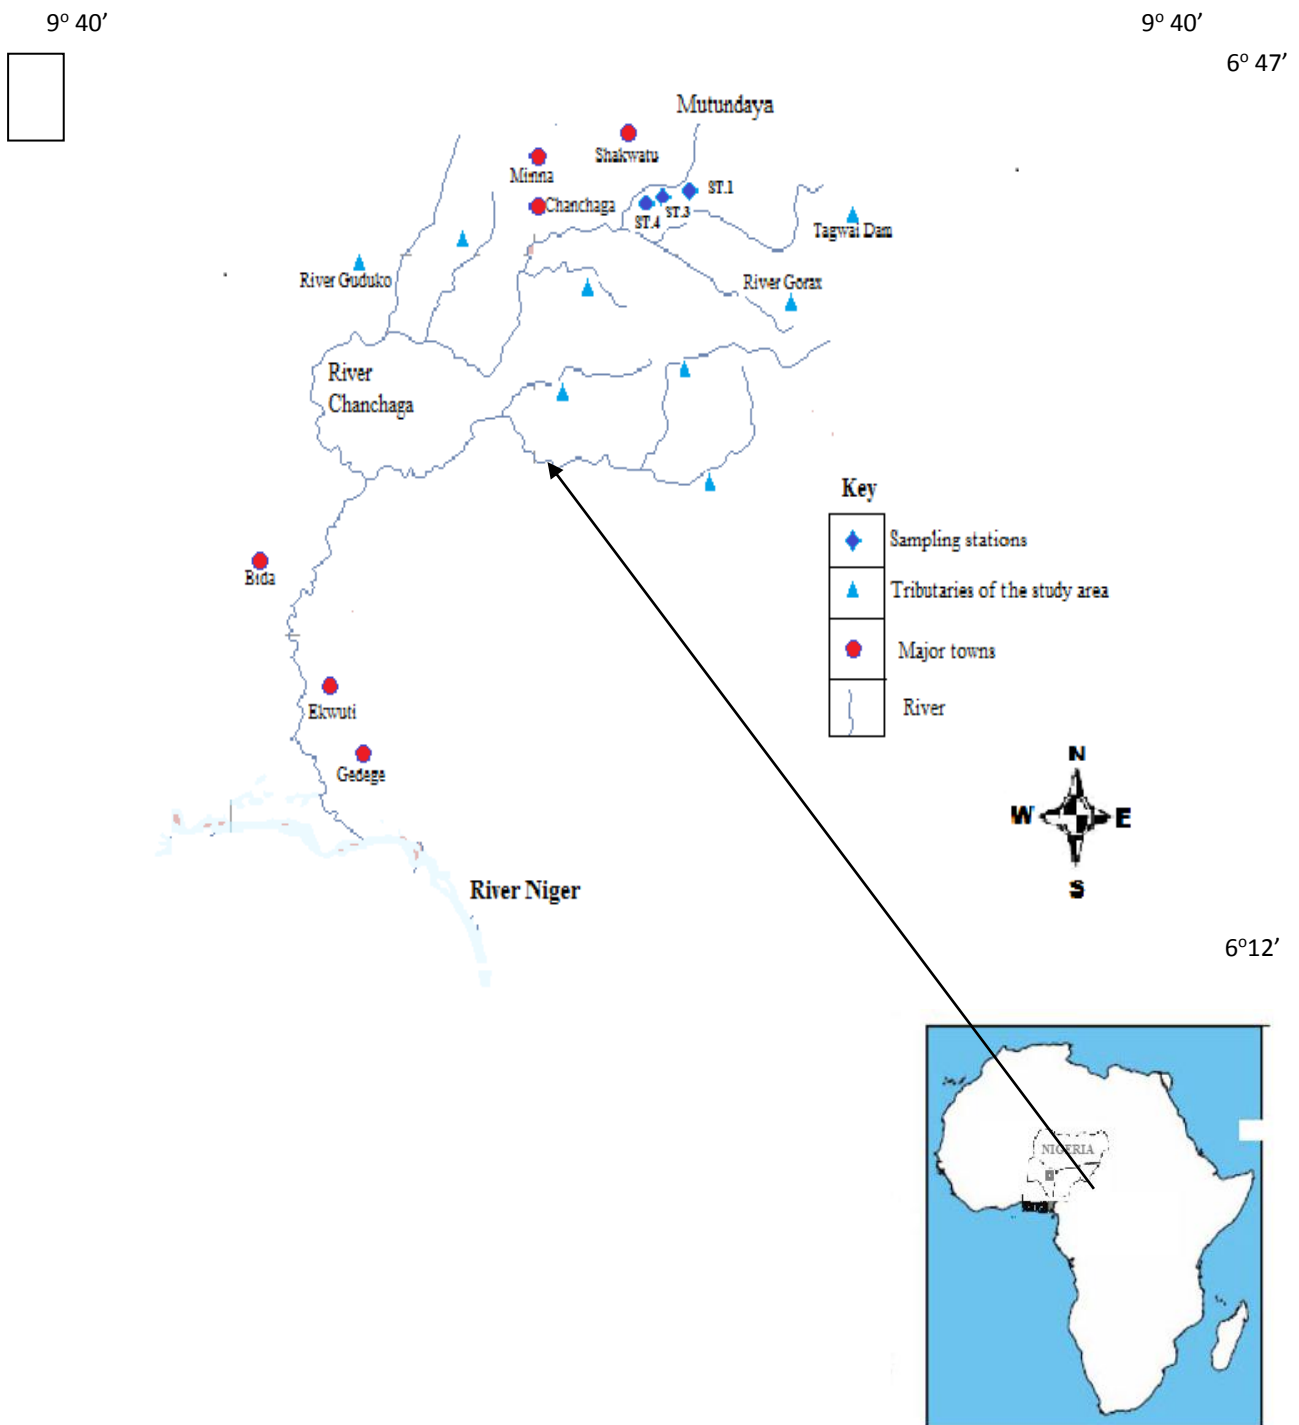 9° 40’
9° 40’
6° 47’
Mutundaya
Shakwatu
Minna
ST.1
Chanchaga
ST.3
ST.4
Tagwai Dam
River Guduko
River Gorax
River
Chanchaga
Key
Sampling stations
Tributaries of the study area
Major towns
River
Bida
Ekwuti
Gedege
N
W
E
S
River Niger
6°12’
NIGERIA